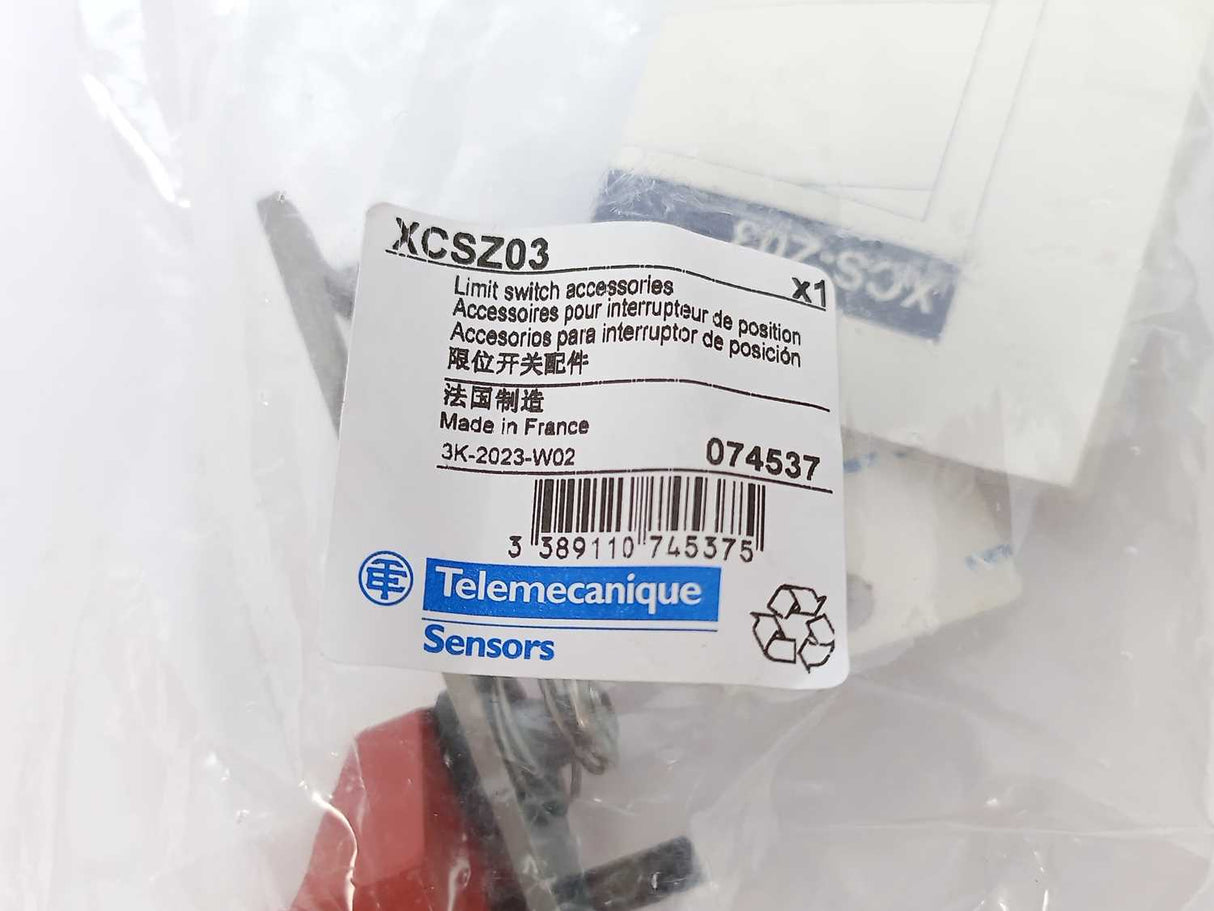 XCSZ03
X1
Limit switch accessories
Accessoires pour interrupteur de position
Accesorios para interruptor de posición
限位开关配件
法国制造
Made in France
3K-2023-W02
074537
3 389110 745375
Telemecanique
Sensors
XCS-Z03